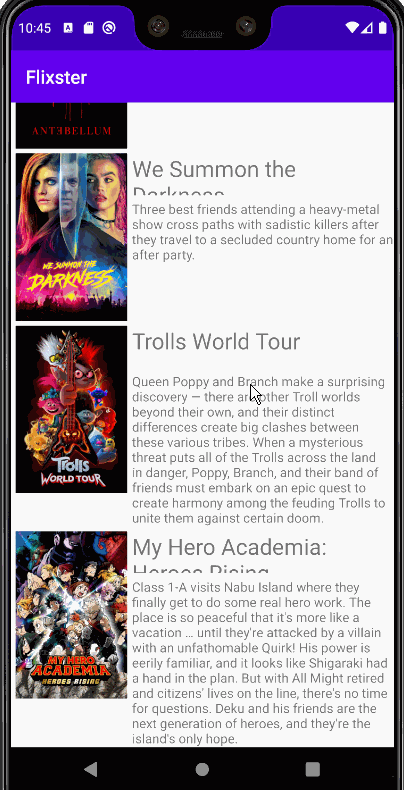 10:45
Flixster
ANTEBELLUM
We Summon the
Darkness
Three best friends attending a heavy-metal
show cross paths with sadistic killers after
they travel to a secluded country home for an
after party.
WE SUMMON THE
DARKNESS
Trolls World Tour
Queen Poppy and Branch make a surprising
discovery — there are other Troll worlds
beyond their own, and their distinct
differences create big clashes between
these various tribes. When a mysterious
threat puts all of the Trolls across the land
in danger, Poppy, Branch, and their band of
friends must embark on an epic quest to
create harmony among the feuding Trolls to
unite them against certain doom.
Trolls
WORLD TOUR
My Hero Academia:
Heroes Rising
Class 1-A visits Nabu Island where they
finally get to do some real hero work. The
place is so peaceful that it's more like a
vacation … until they're attacked by a villain
with an unfathomable Quirk! His power is
eerily familiar, and it looks like Shigaraki had
a hand in the plan. But with All Might retired
and citizens' lives on the line, there's no time
for questions. Deku and his friends are the
next generation of heroes, and they're the
island's only hope.
MY HERO
ACADEMIA
HEROES RISING